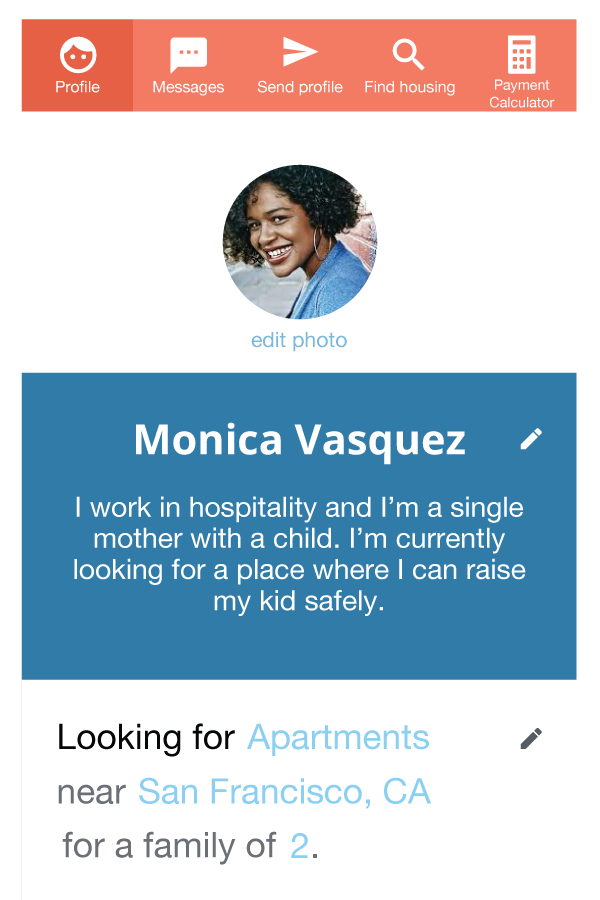 Profile
Messages
Send profile
Find housing
Payment
Calculator
edit photo
Monica Vasquez
I work in hospitality and I’m a single
mother with a child. I’m currently
looking for a place where I can raise
my kid safely.
Looking for Apartments
near San Francisco, CA
for a family of 2.